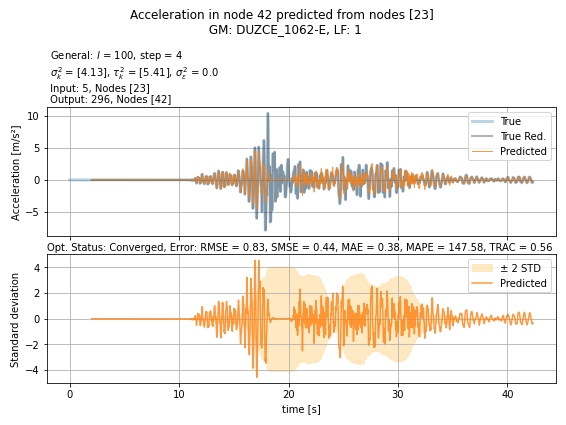 Acceleration in node 42 predicted from nodes [23]
GM: DUZCE_1062-E, LF: 1
General: l = 100, step = 4
σ²ₖ = [4.13], τ²ₖ = [5.41], σ²ε = 0.0
Input: 5, Nodes [23]
Output: 296, Nodes [42]
Acceleration [m/s²]
10
5
0
−5
True
True Red.
Predicted
Opt. Status: Converged, Error: RMSE = 0.83, SMSE = 0.44, MAE = 0.38, MAPE = 147.58, TRAC = 0.56
Standard deviation
4
2
0
−2
−4
± 2 STD
Predicted
0 10 20 30 40
time [s]